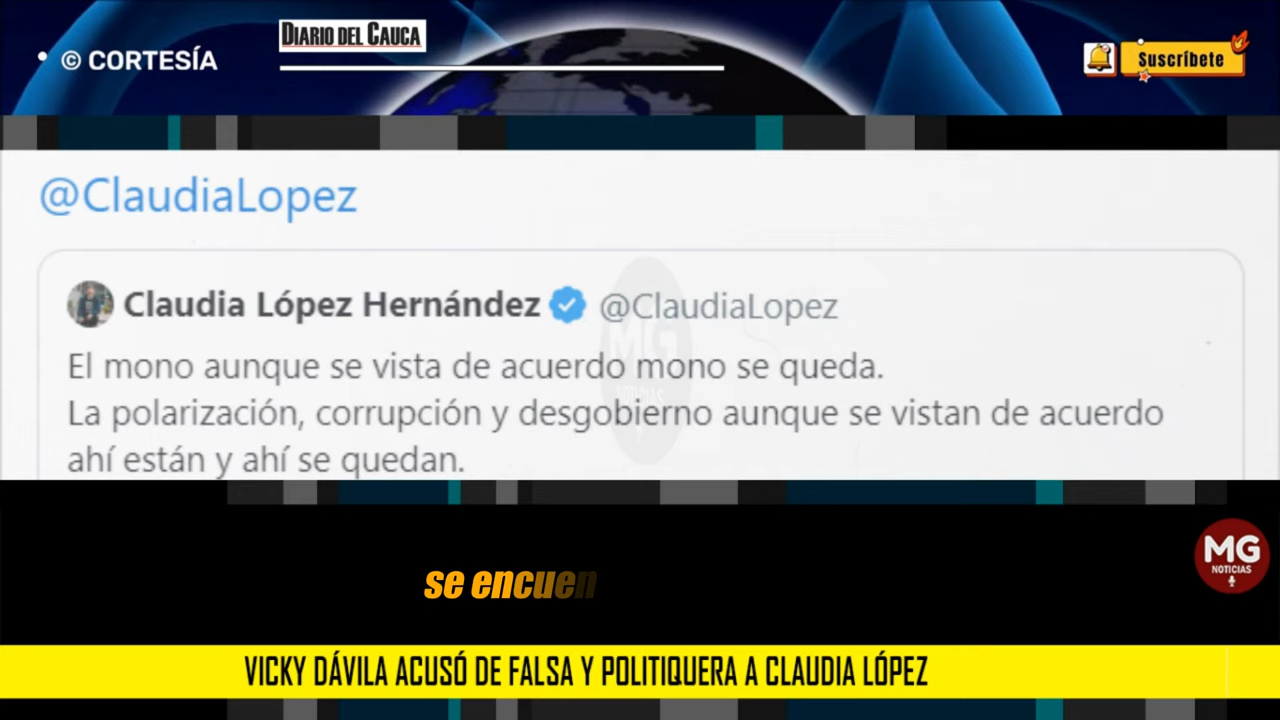 © CORTESÍA
DIARIO DEL CAUCA
Suscríbete
@ClaudiaLopez
Claudia López Hernández @ClaudiaLopez
El mono aunque se vista de acuerdo mono se queda.
La polarización, corrupción y desgobierno aunque se vistan de acuerdo
ahí están y ahí se quedan.
MG
NOTICIAS
se encuen
MG
NOTICIAS
VICKY DÁVILA ACUSÓ DE FALSA Y POLITIQUERA A CLAUDIA LÓPEZ